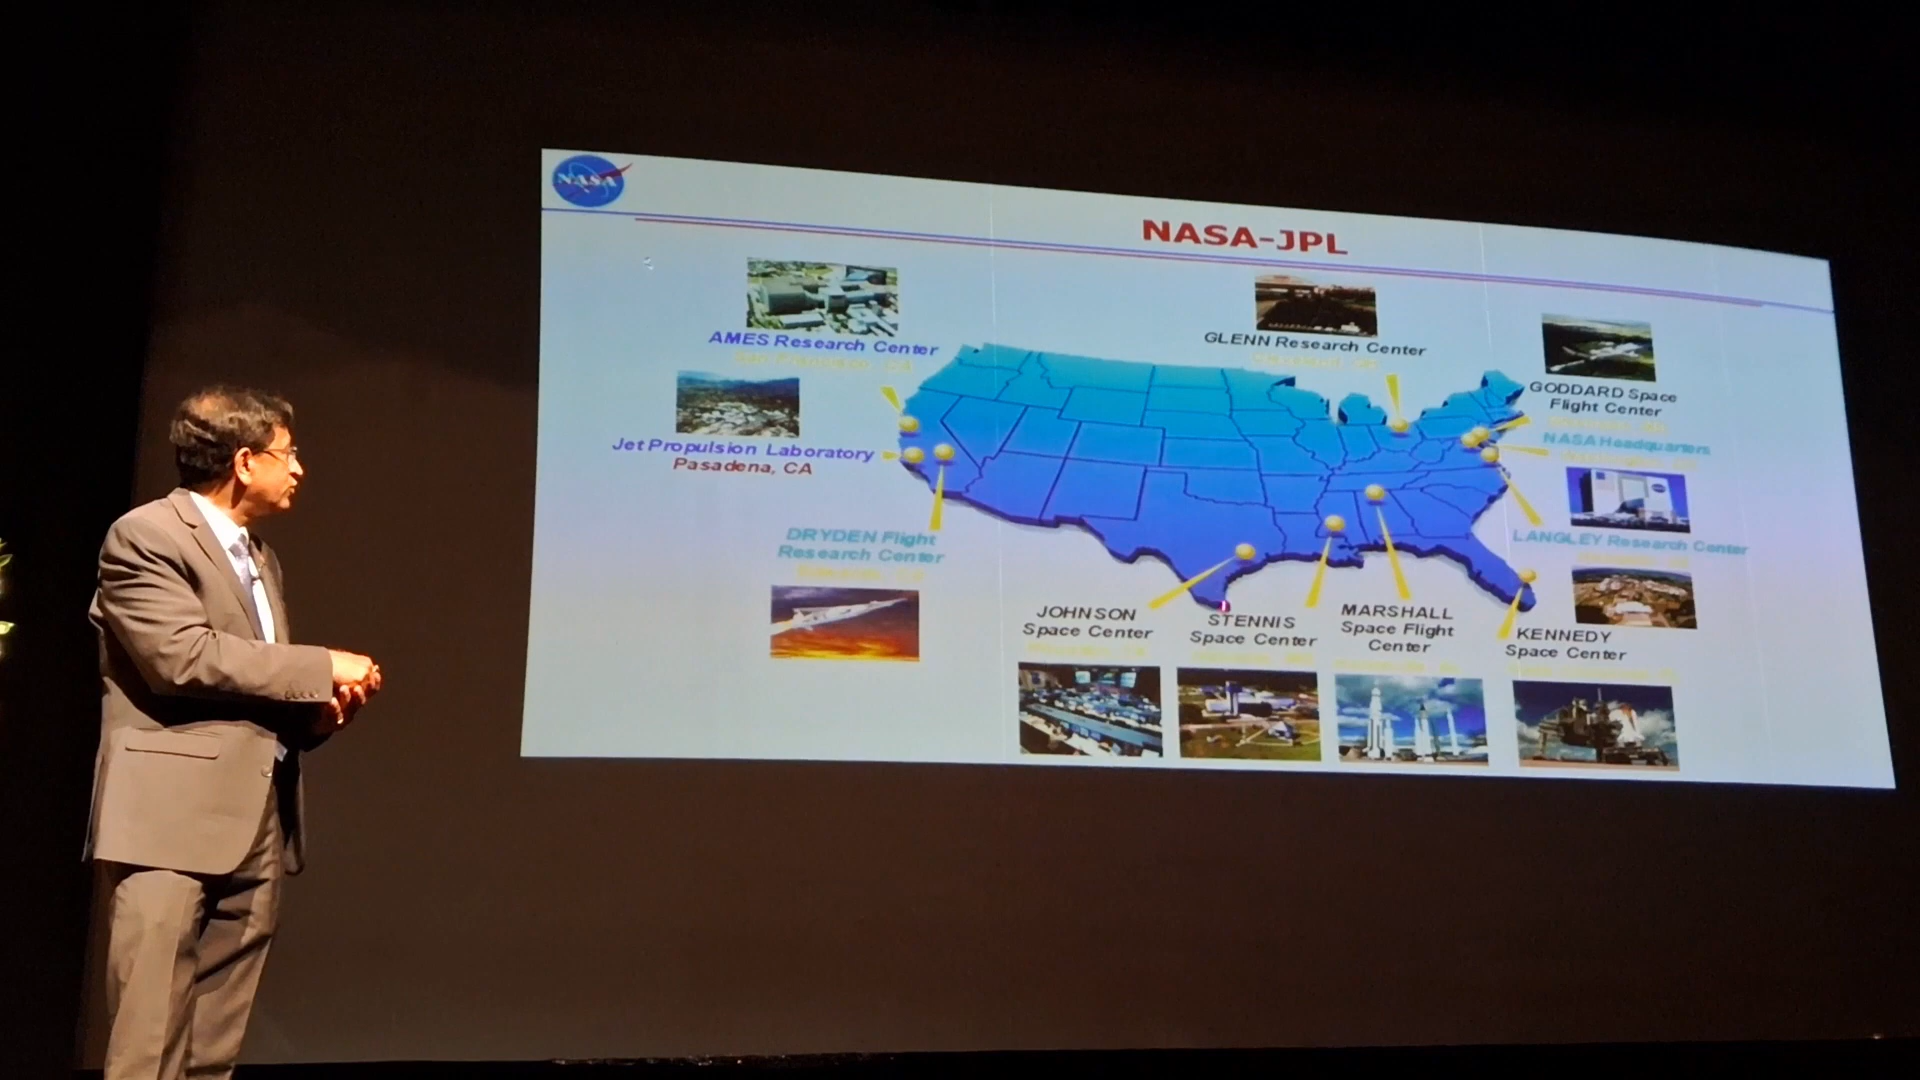 NASA
NASA-JPL
AMES Research Center
Jet Propulsion Laboratory
Pasadena, CA
DRYDEN Flight
Research Center
GLENN Research Center
GODDARD Space
Flight Center
NASA Headquarters
LANGLEY Research Center
JOHNSON
Space Center
STENNIS
Space Center
MARSHALL
Space Flight
Center
KENNEDY
Space Center